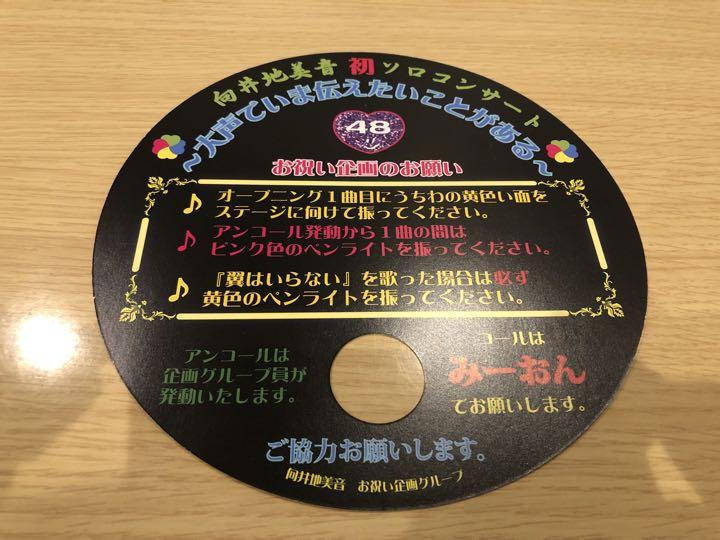 向井地美音 初 ソロコンサート
～大声でいま伝えたいことがある～
48
お祝い企画のお願い
オープニング1曲目にうちわの黄色い面を
ステージに向けて振ってください。
アンコール発動から1曲の間は
ピンク色のペンライトを振ってください。
『翼はいらない』を歌った場合は必ず
黄色のペンライトを振ってください。
アンコールは
企画グループ員が
発動いたします。
コールは
みーおん
てお願いします。
ご協力お願いします。
向井地美音 お祝い企画グループ